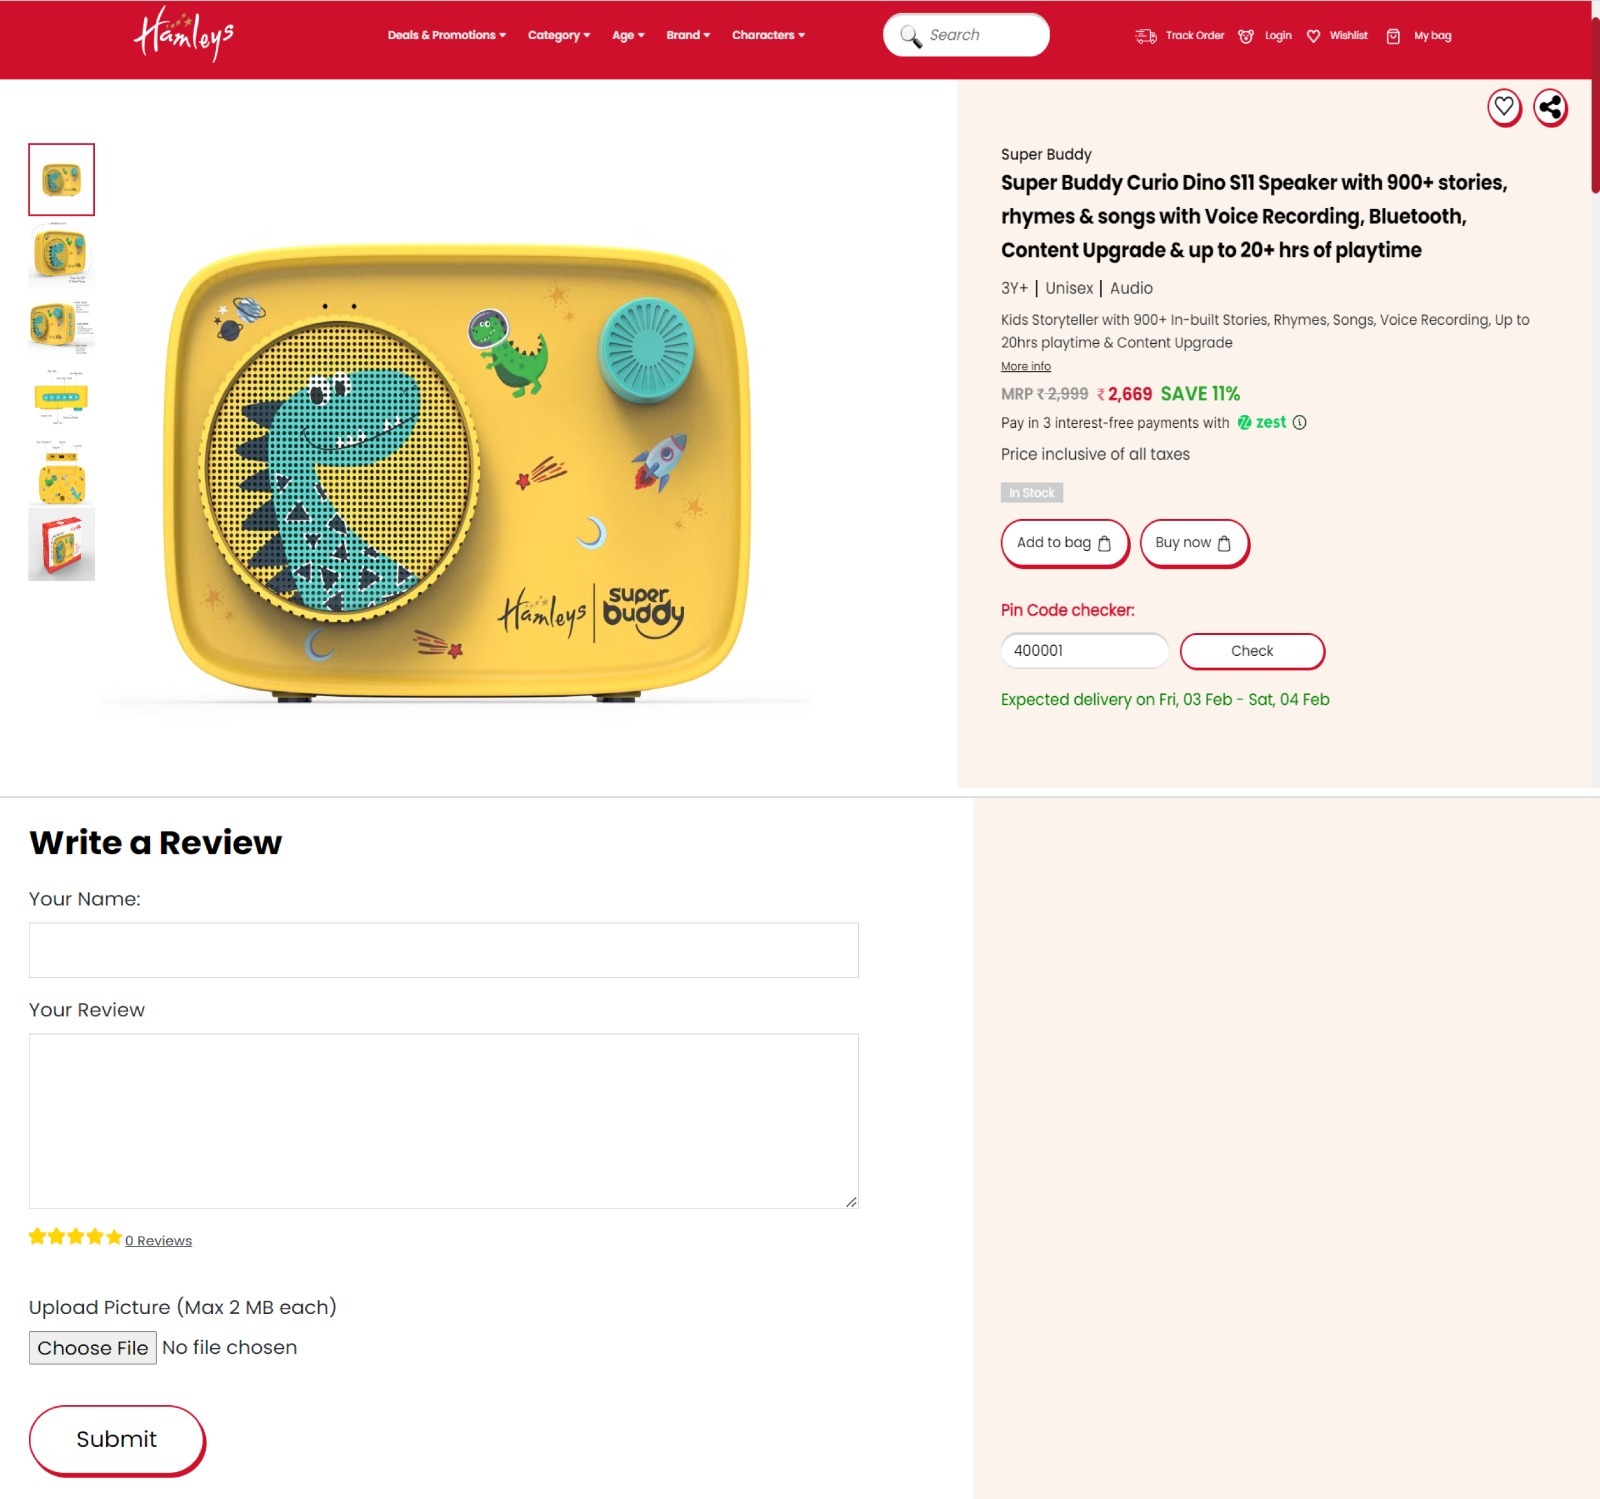 Hamleys
Deals & Promotions
Category
Age
Brand
Characters
Search
Track Order
Login
Wishlist
My bag
Super Buddy
Super Buddy Curio Dino S11 Speaker with 900+ stories,
rhymes & songs with Voice Recording, Bluetooth,
Content Upgrade & up to 20+ hrs of playtime
3Y+ | Unisex | Audio
Kids Storyteller with 900+ In-built Stories, Rhymes, Songs, Voice Recording, Up to
20hrs playtime & Content Upgrade
More info
MRP ₹ 2,999 ₹ 2,669 SAVE 11%
Pay in 3 interest-free payments with zest
Price inclusive of all taxes
In Stock
Add to bag
Buy now
Pin Code checker:
400001
Check
Expected delivery on Fri, 03 Feb - Sat, 04 Feb
Hamleys | super buddy
Write a Review
Your Name:
Your Review
0 Reviews
Upload Picture (Max 2 MB each)
Choose File No file chosen
Submit